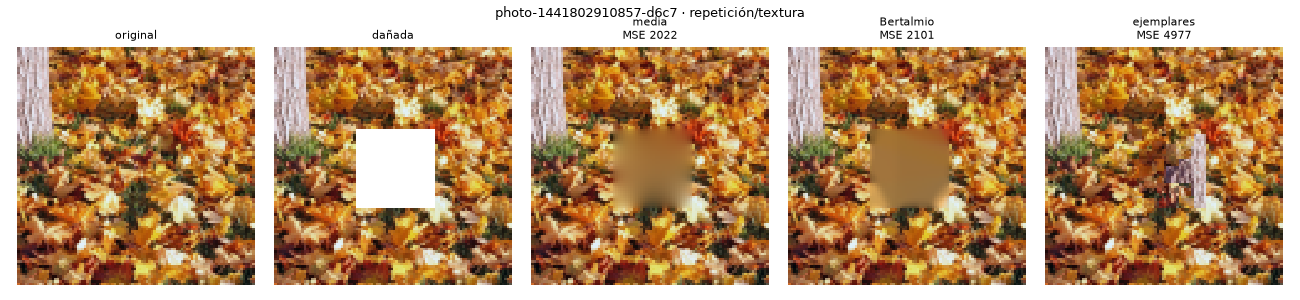 photo-1441802910857-d6c7 · repetición/textura
original
dañada
media
MSE 2022
Bertalmio
MSE 2101
ejemplares
MSE 4977